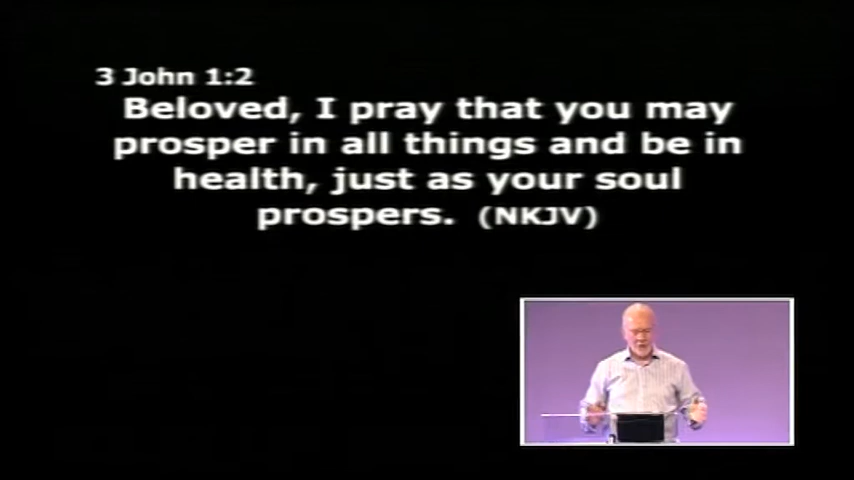 3 John 1:2
Beloved, I pray that you may
prosper in all things and be in
health, just as your soul
prospers. (NKJV)